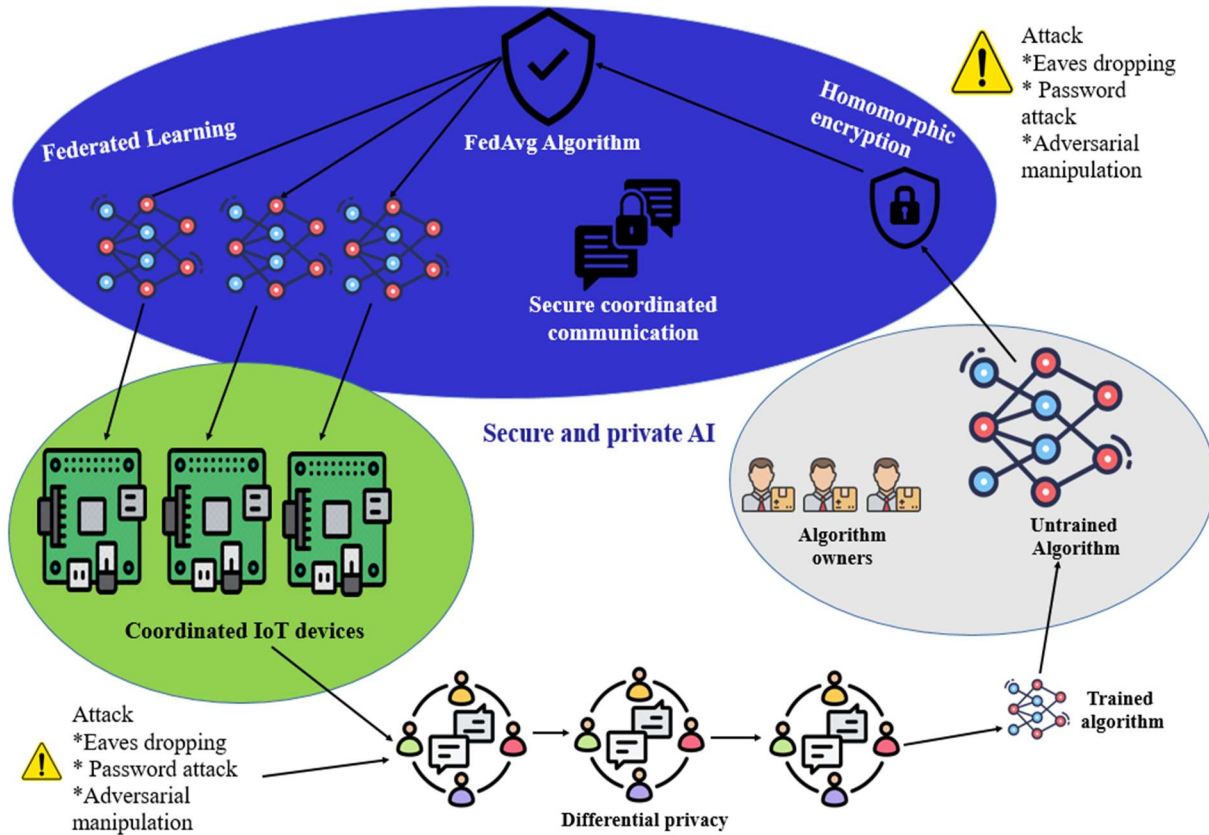 Attack
*Eaves dropping
* Password
attack
*Adversarial
manipulation
Federated Learning
FedAvg Algorithm
Homomorphic
encryption
Secure coordinated
communication
Secure and private AI
Algorithm
owners
Untrained
Algorithm
Coordinated IoT devices
Trained
algorithm
Attack
*Eaves dropping
* Password attack
*Adversarial
manipulation
Differential privacy